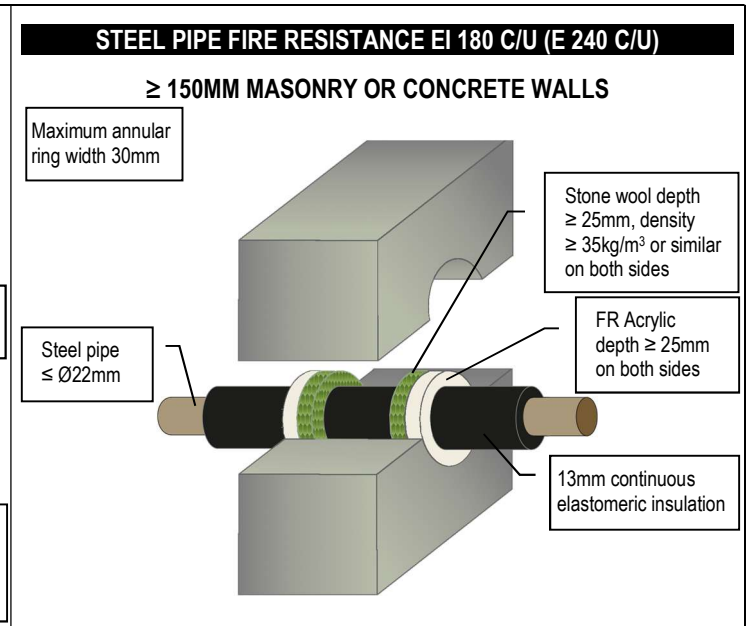 STEEL PIPE FIRE RESISTANCE EI 180 C/U (E 240 C/U)
≥ 150MM MASONRY OR CONCRETE WALLS
Maximum annular
ring width 30mm
Stone wool depth
≥ 25mm, density
≥ 35kg/m³ or similar
on both sides
FR Acrylic
depth ≥ 25mm
on both sides
Steel pipe
≤ Ø22mm
13mm continuous
elastomeric insulation